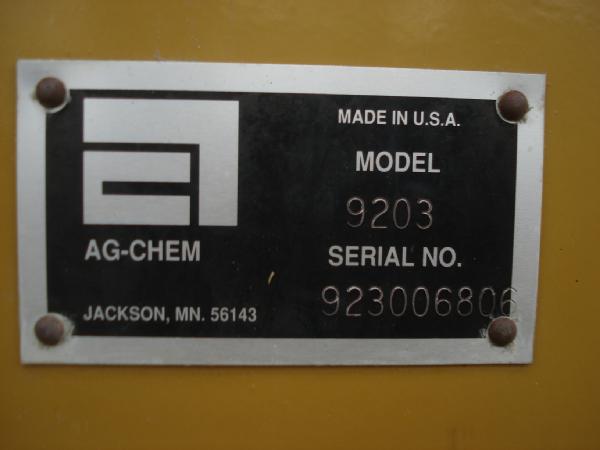 MADE IN U.S.A.
MODEL
9203
AG-CHEM
SERIAL NO.
923006806
JACKSON, MN. 56143